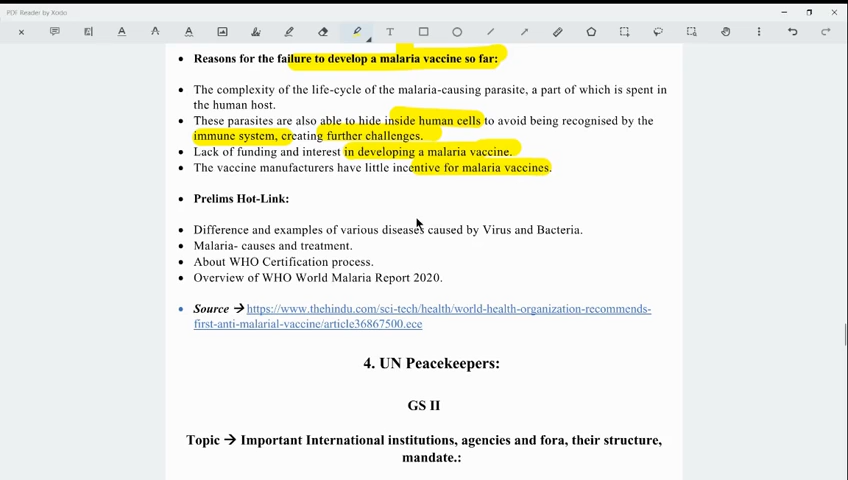 PDF Reader by Xodo
Reasons for the failure to develop a malaria vaccine so far:
The complexity of the life-cycle of the malaria-causing parasite, a part of which is spent in
the human host.
These parasites are also able to hide inside human cells to avoid being recognised by the
immune system, creating further challenges.
Lack of funding and interest in developing a malaria vaccine.
The vaccine manufacturers have little incentive for malaria vaccines.
Prelims Hot-Link:
Difference and examples of various diseases caused by Virus and Bacteria.
Malaria- causes and treatment.
About WHO Certification process.
Overview of WHO World Malaria Report 2020.
Source → https://www.thehindu.com/sci-tech/health/world-health-organization-recommends-
first-anti-malarial-vaccine/article36867500.ece
4. UN Peacekeepers:
GS II
Topic → Important International institutions, agencies and fora, their structure,
mandate.: